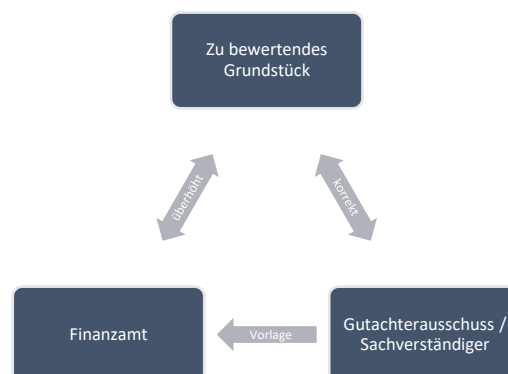 Zu bewertendes
Grundstück
überhöht
korrekt
Finanzamt
Vorlage
Gutachterausschuss /
Sachverständiger